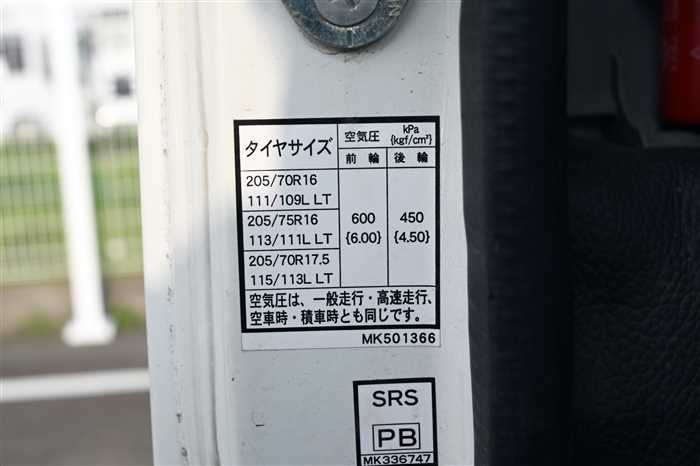 タイヤサイズ 空気圧 kPa {kgf/cm²}
前輪 後輪
205/70R16
111/109L LT
205/75R16 600 450
113/111L LT {6.00} {4.50}
205/70R17.5
115/113L LT
空気圧は、一般走行・高速走行、
空車時・積車時とも同じです。
MK501366
SRS
PB
MK336747